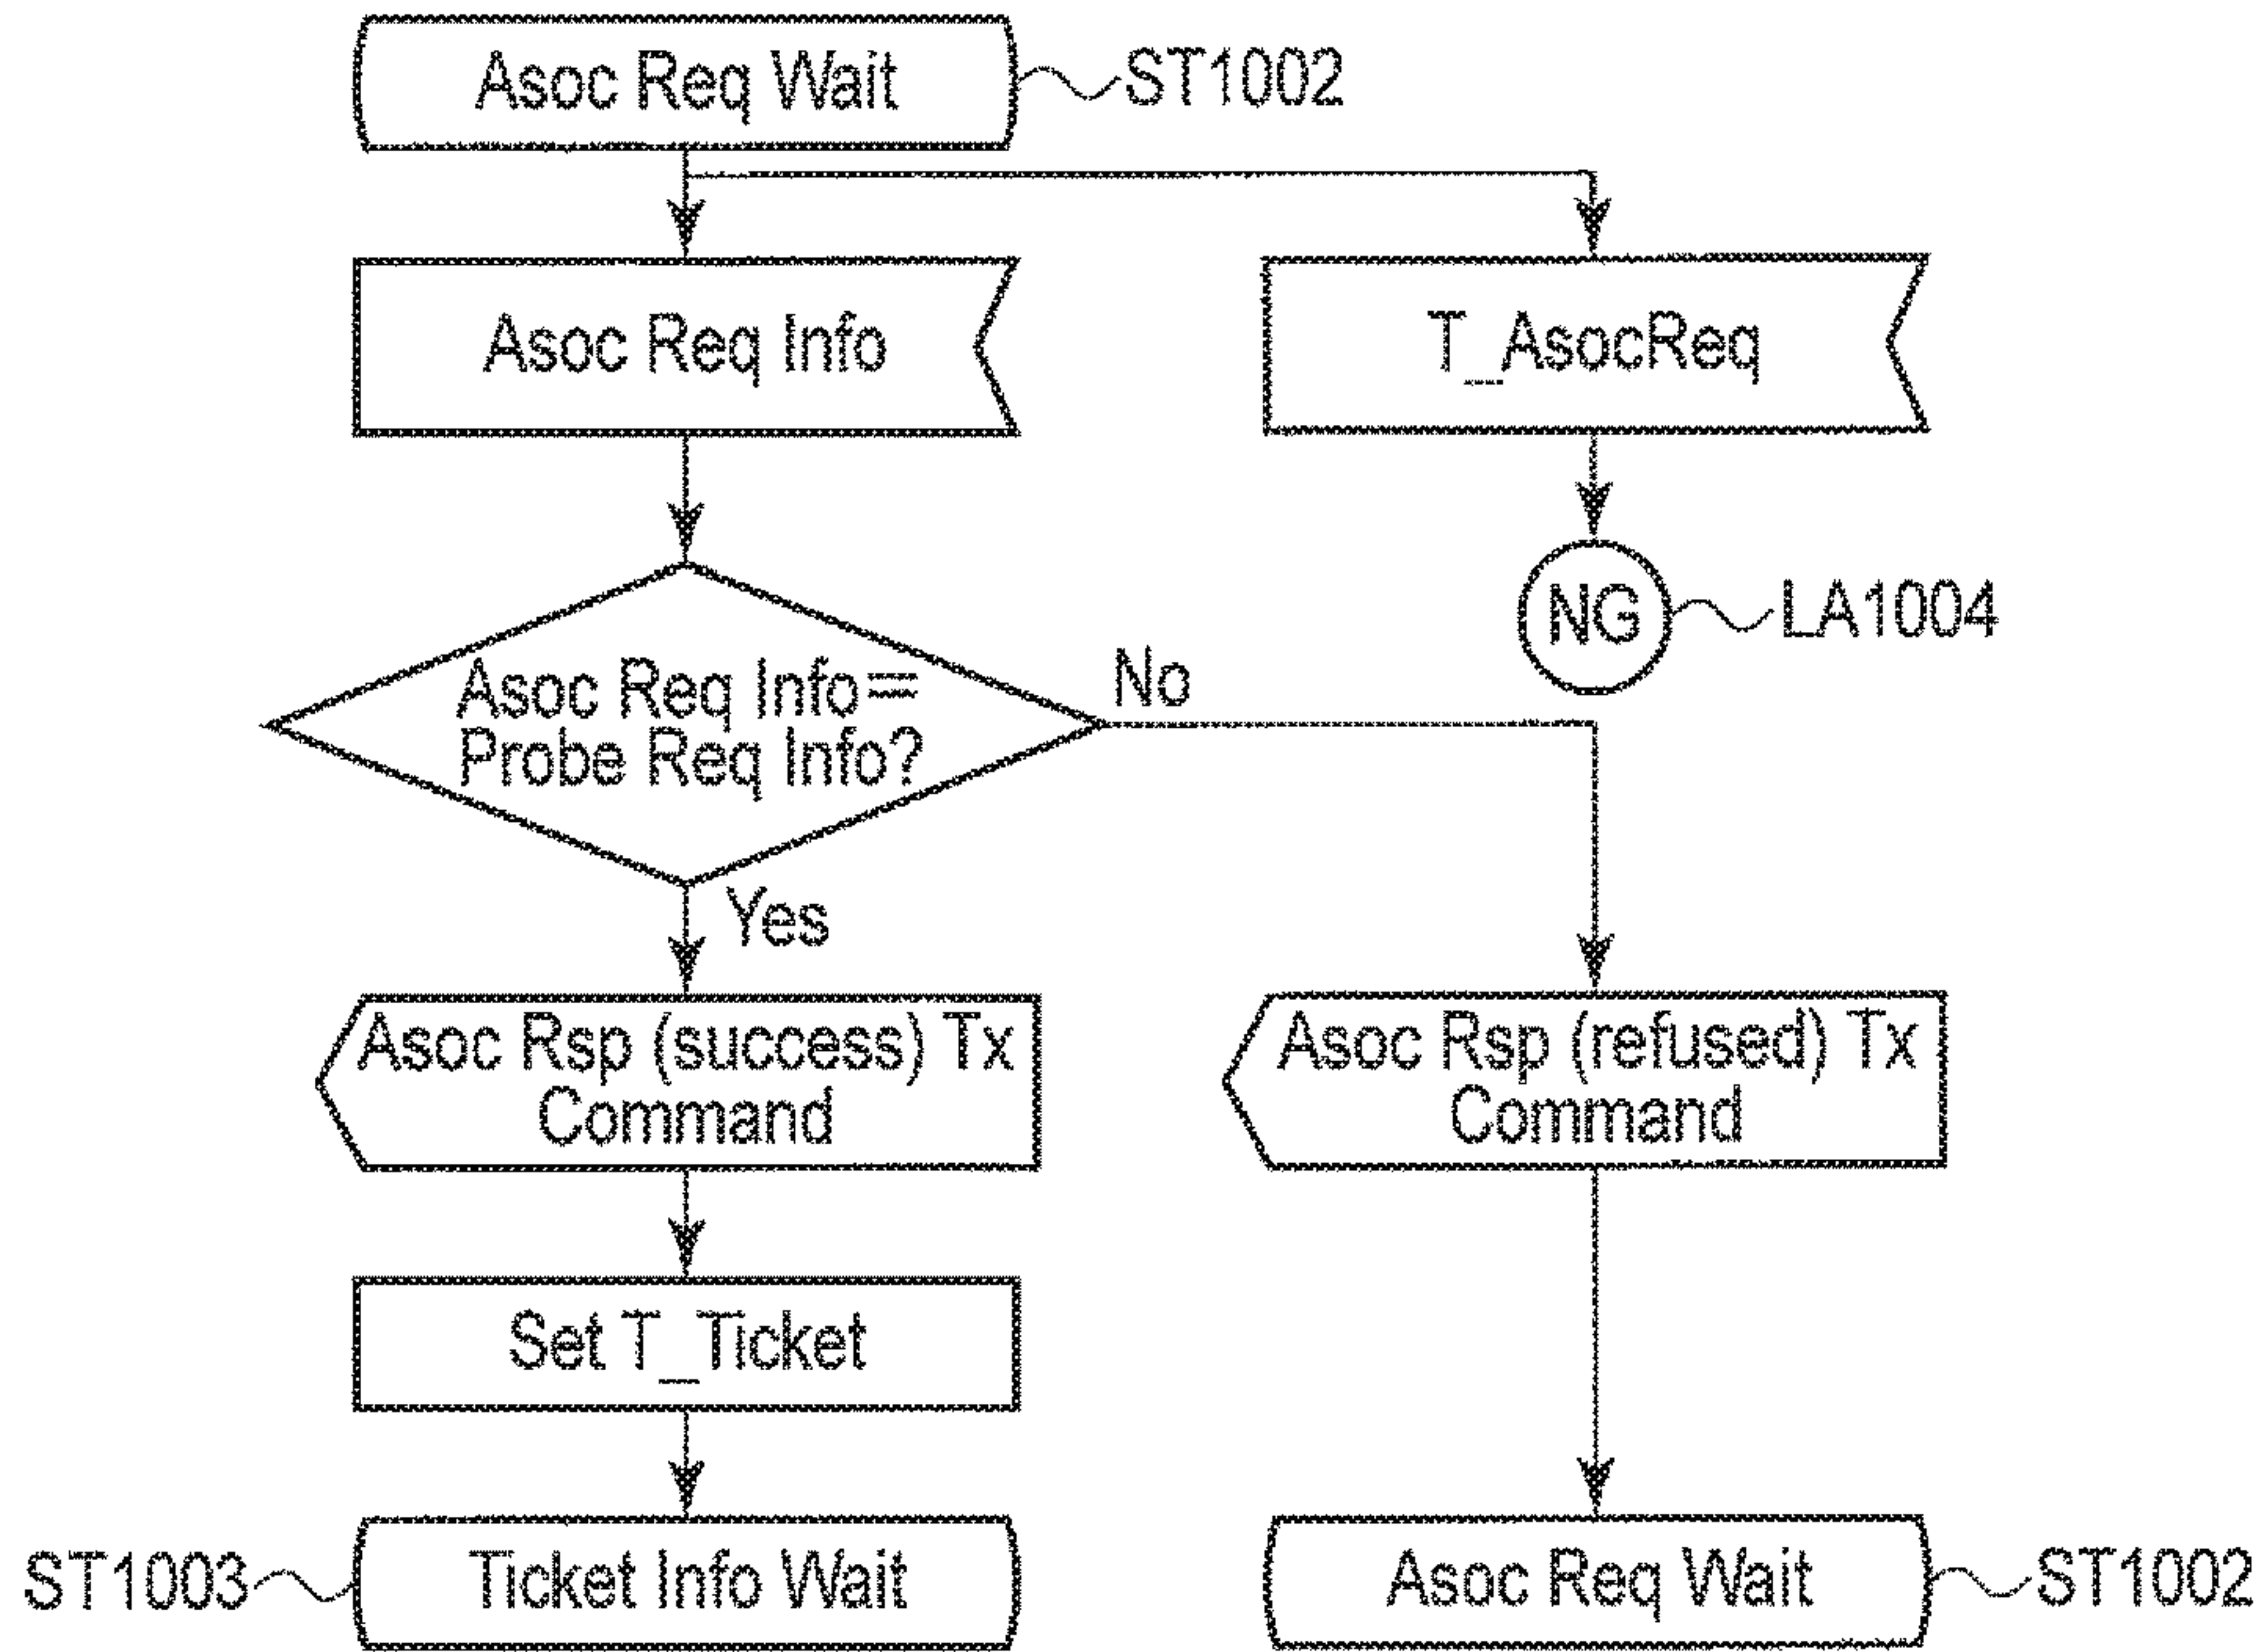 Asoc Req Wait
ST1002
Asoc Req Info
T_AsocReq
NG
LA1004
Asoc Req Info==
Probe Req Info?
No
Yes
Asoc Rsp (success) Tx
Command
Asoc Rsp (refused) Tx
Command
Set T_Ticket
ST1003
Ticket Info Wait
Asoc Req Wait
ST1002